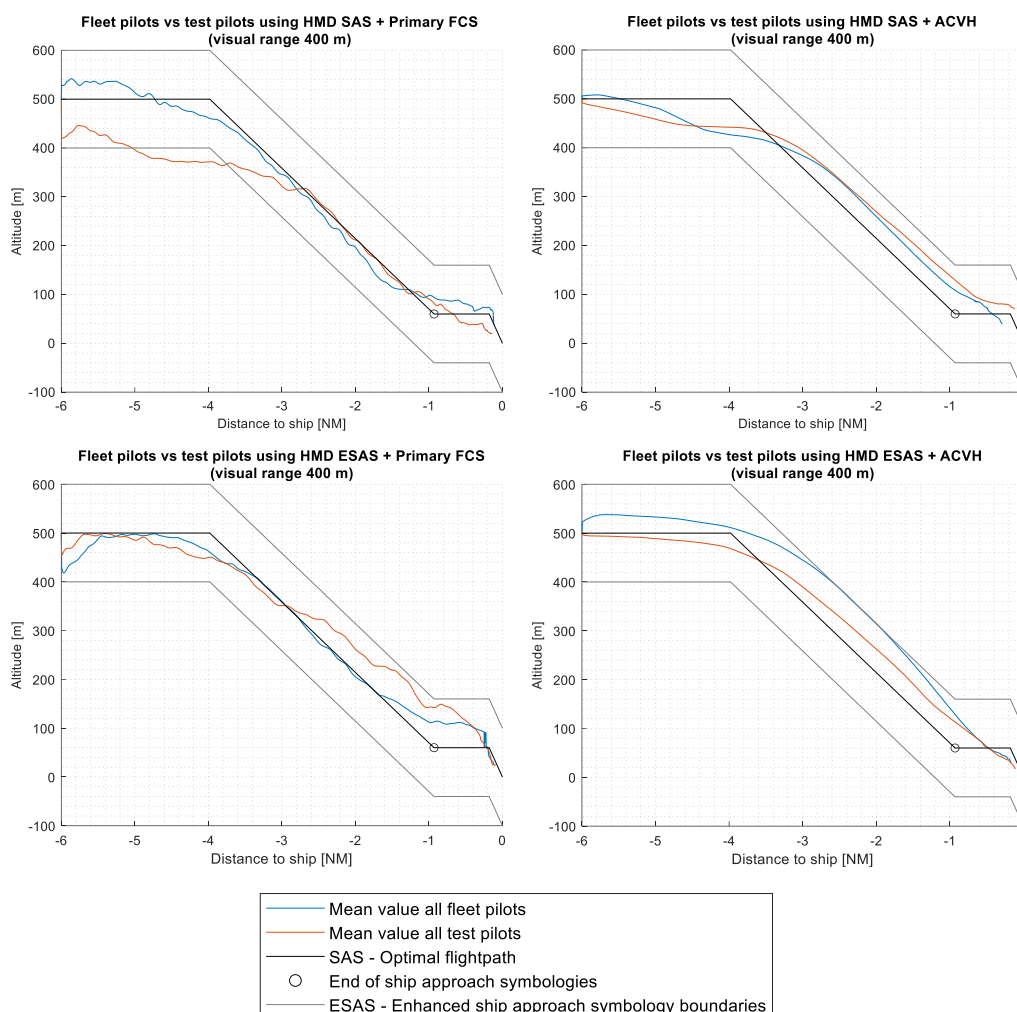 Fleet pilots vs test pilots using HMD SAS + Primary FCS
(visual range 400 m)
600
500
400
300
200
100
0
-100
Altitude [m]
-6
-5
-4
-3
-2
-1
0
Distance to ship [NM]
Fleet pilots vs test pilots using HMD SAS + ACVH
(visual range 400 m)
600
500
400
300
200
100
0
-100
Altitude [m]
-6
-5
-4
-3
-2
-1
Distance to ship [NM]
Fleet pilots vs test pilots using HMD ESAS + Primary FCS
(visual range 400 m)
600
500
400
300
200
100
0
-100
Altitude [m]
-6
-5
-4
-3
-2
-1
0
Distance to ship [NM]
Fleet pilots vs test pilots using HMD ESAS + ACVH
(visual range 400 m)
600
500
400
300
200
100
0
-100
Altitude [m]
-6
-5
-4
-3
-2
-1
Distance to ship [NM]
Mean value all fleet pilots
Mean value all test pilots
SAS - Optimal flightpath
End of ship approach symbologies
ESAS - Enhanced ship approach symbology boundaries